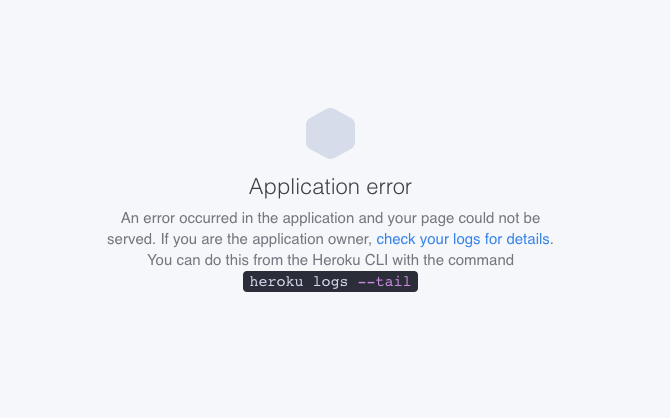 Application error
An error occurred in the application and your page could not be
served. If you are the application owner, check your logs for details.
You can do this from the Heroku CLI with the command
heroku logs --tail